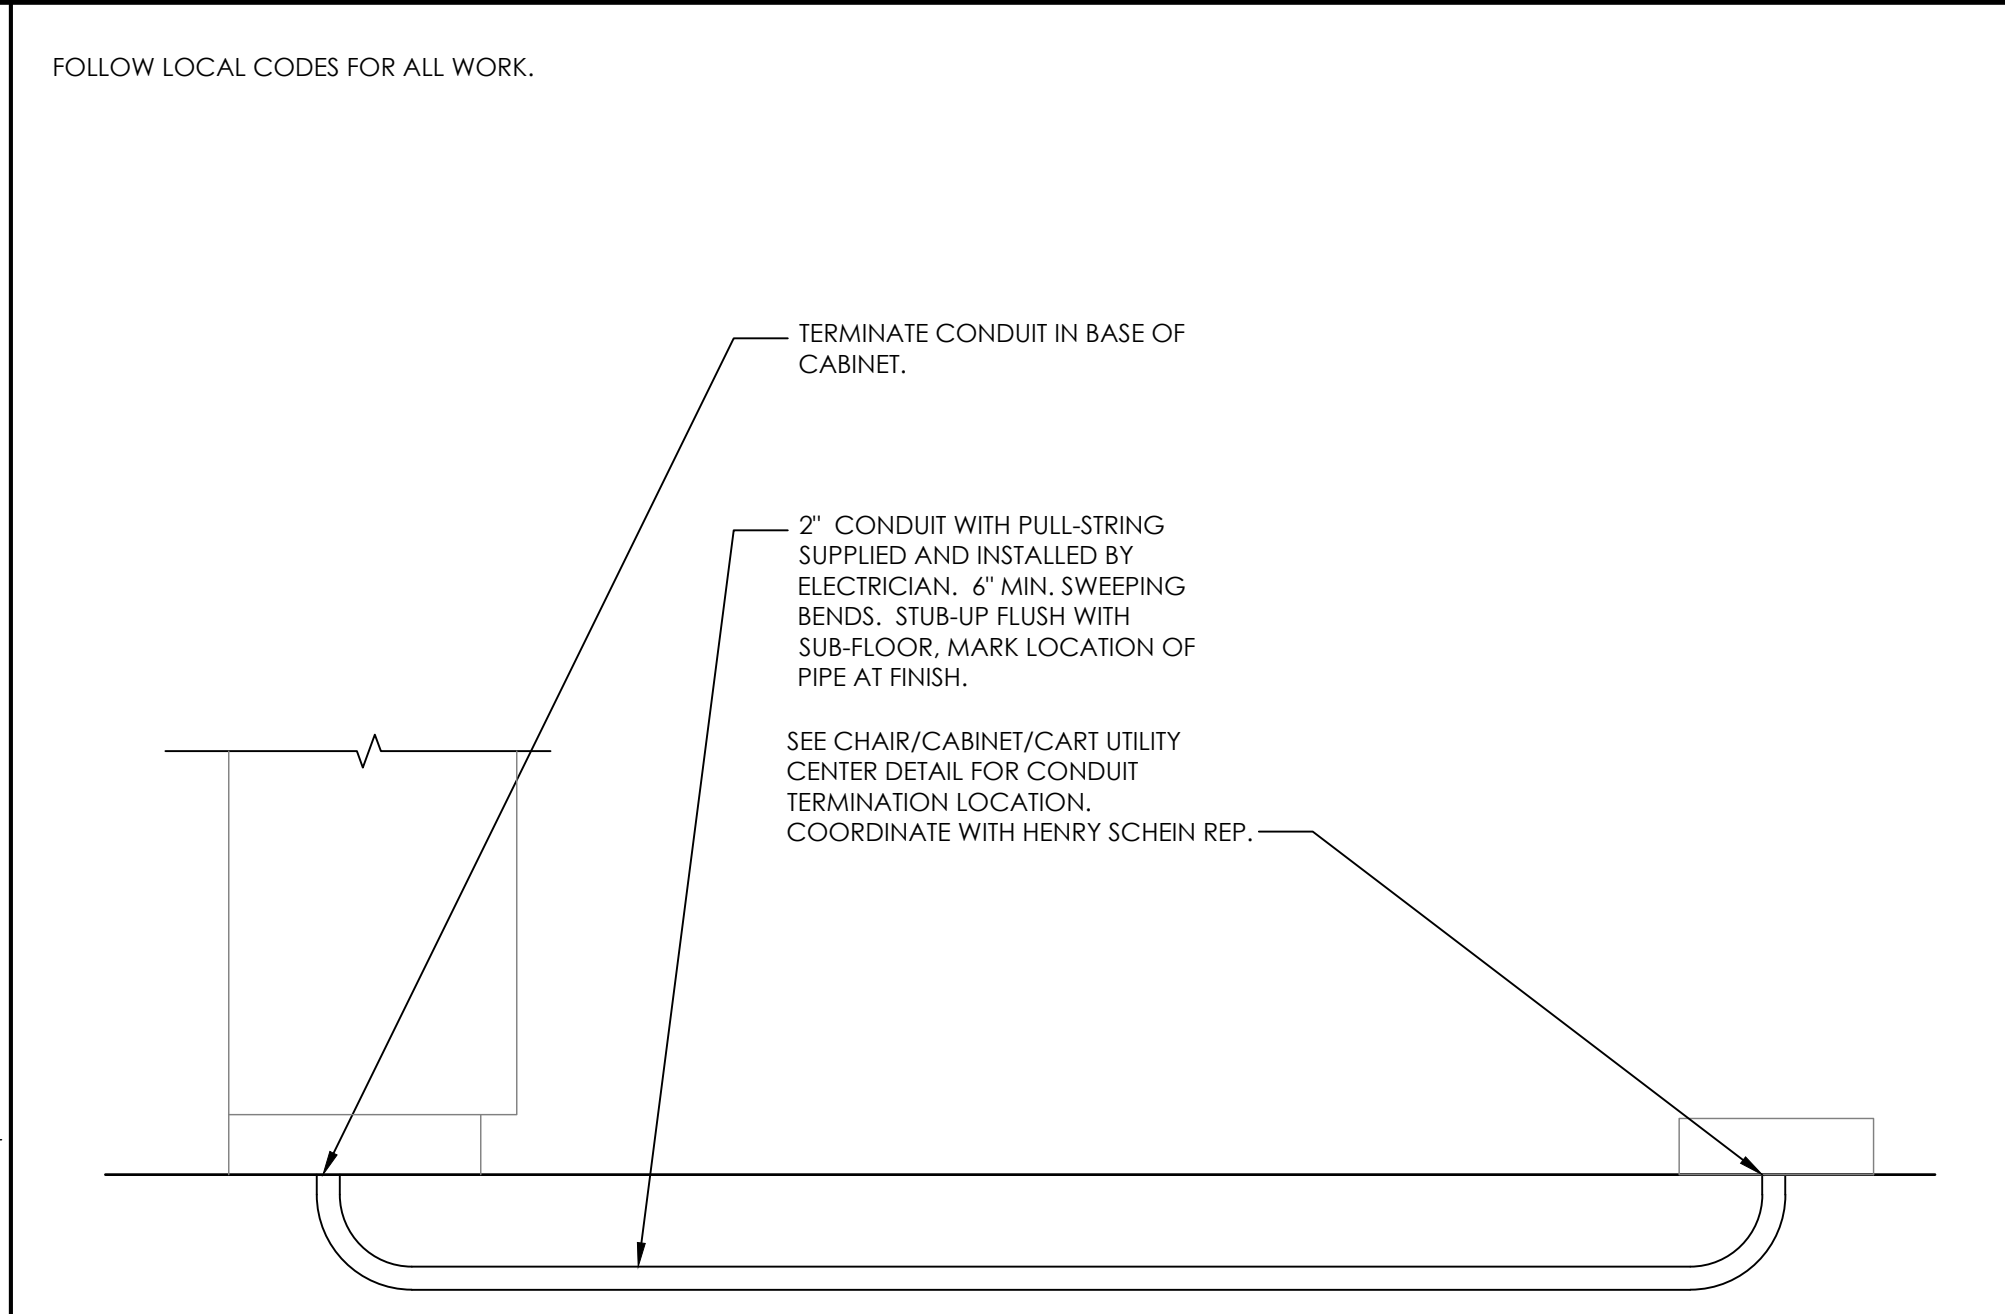 FOLLOW LOCAL CODES FOR ALL WORK.
TERMINATE CONDUIT IN BASE OF
CABINET.
2" CONDUIT WITH PULL-STRING
SUPPLIED AND INSTALLED BY
ELECTRICIAN. 6" MIN. SWEEPING
BENDS. STUB-UP FLUSH WITH
SUB-FLOOR, MARK LOCATION OF
PIPE AT FINISH.
SEE CHAIR/CABINET/CART UTILITY
CENTER DETAIL FOR CONDUIT
TERMINATION LOCATION.
COORDINATE WITH HENRY SCHEIN REP.